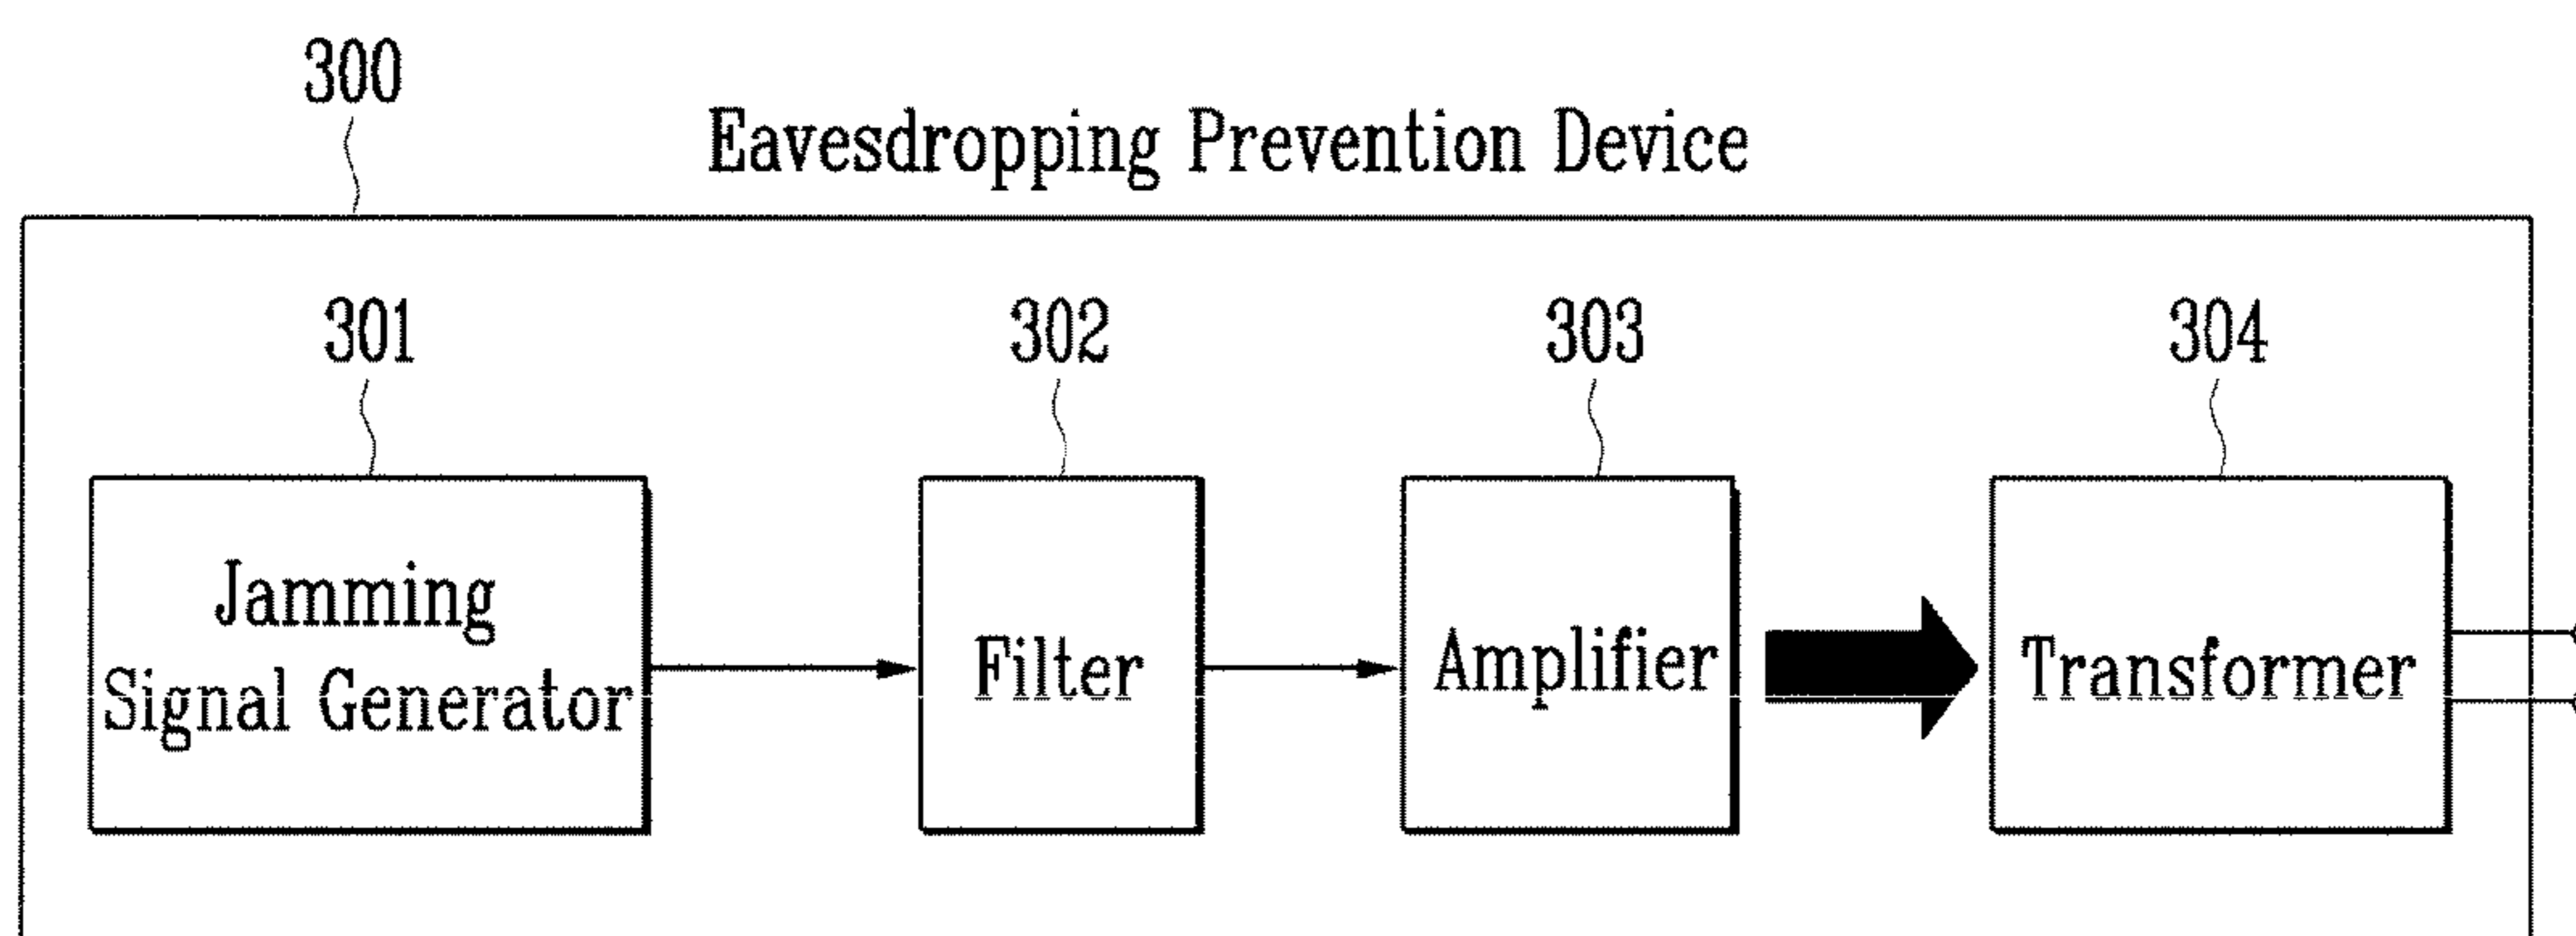 300
Eavesdropping Prevention Device
301
302
303
304
Jamming
Signal Generator
Filter
Amplifier
Transformer